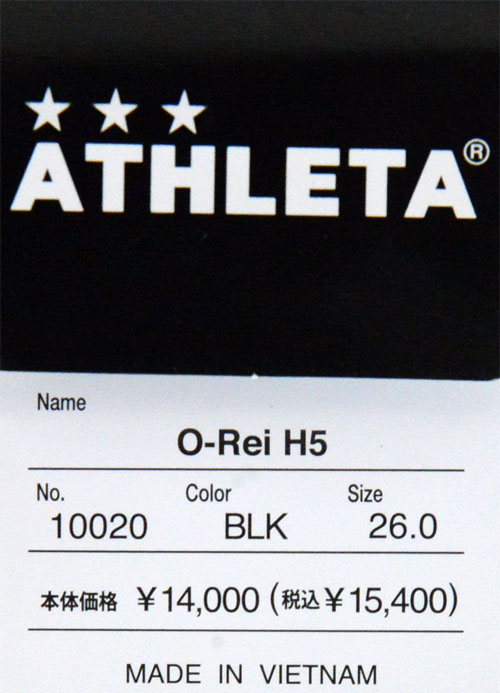 ★★★
ATHLETA®
Name
O-Rei H5
No. Color Size
10020 BLK 26.0
本体価格 ¥14,000 (税込¥15,400)
MADE IN VIETNAM